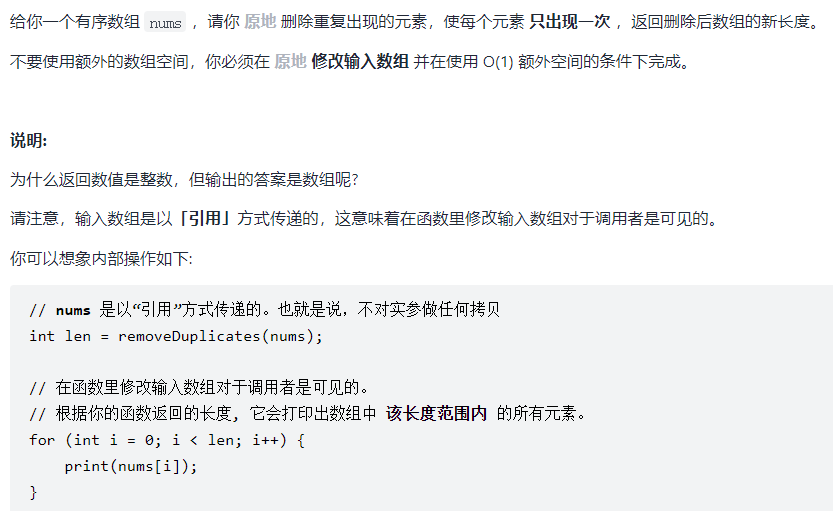 给你一个有序数组 nums ，请你 原地 删除重复出现的元素，使每个元素 只出现一次 ，返回删除后数组的新长度。
不要使用额外的数组空间，你必须在 原地 修改输入数组 并在使用 O(1) 额外空间的条件下完成。
说明:
为什么返回数值是整数，但输出的答案是数组呢?
请注意，输入数组是以「引用」方式传递的，这意味着在函数里修改输入数组对于调用者是可见的。
你可以想象内部操作如下:
// nums 是以“引用”方式传递的。也就是说，不对实参做任何拷贝
int len = removeDuplicates(nums);
// 在函数里修改输入数组对于调用者是可见的。
// 根据你的函数返回的长度, 它会打印出数组中 该长度范围内 的所有元素。
for (int i = 0; i < len; i++) {
    print(nums[i]);
}